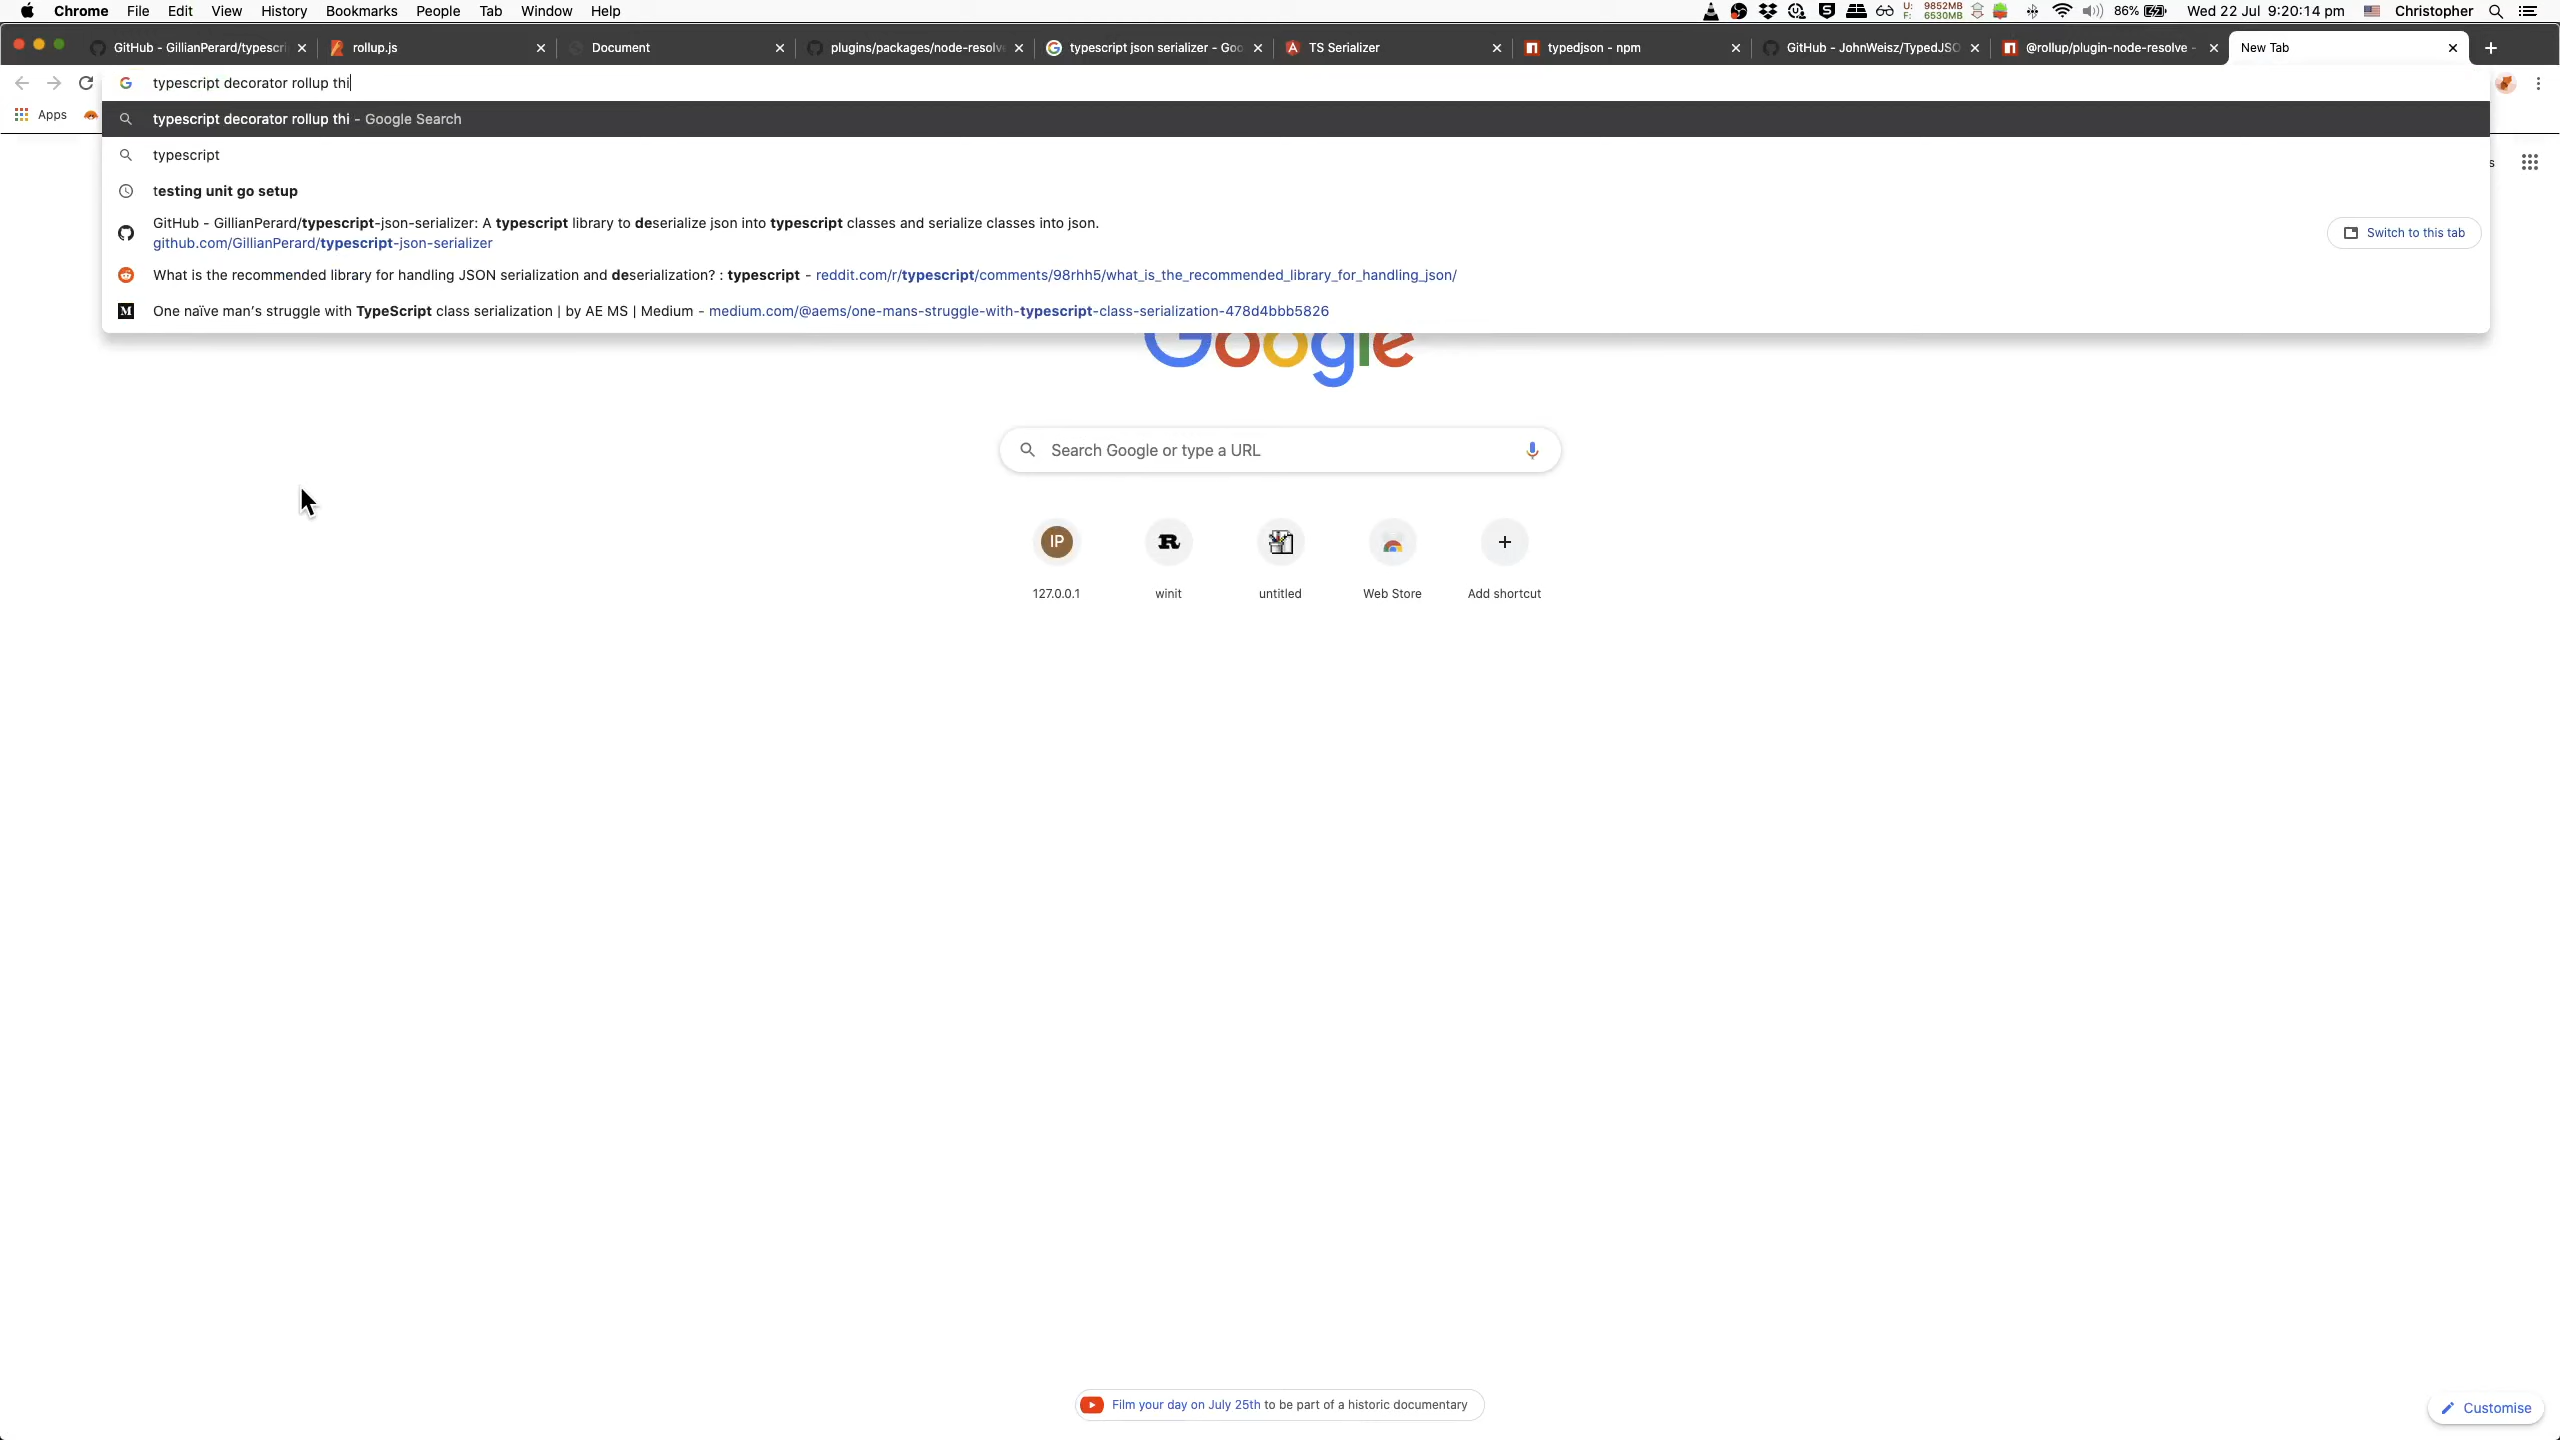 Chrome File Edit View History Bookmarks People Tab Window Help U: 9852MB F: 6530MB 86% Wed 22 Jul 9:20:14 pm Christopher
GitHub - GillianPerard/typescri rollup.js Document plugins/packages/node-resolve typescript json serializer - Goo TS Serializer typedjson - npm GitHub - JohnWeisz/TypedJSO @rollup/plugin-node-resolve - New Tab
typescript decorator rollup thi
Apps
typescript decorator rollup thi - Google Search
typescript
s
testing unit go setup
GitHub - GillianPerard/typescript-json-serializer: A typescript library to deserialize json into typescript classes and serialize classes into json.
github.com/GillianPerard/typescript-json-serializer
Switch to this tab
What is the recommended library for handling JSON serialization and deserialization? : typescript - reddit.com/r/typescript/comments/98rhh5/what_is_the_recommended_library_for_handling_json/
One naïve man's struggle with TypeScript class serialization | by AE MS | Medium - medium.com/@aems/one-mans-struggle-with-typescript-class-serialization-478d4bbb5826
Google
Search Google or type a URL
IP
127.0.0.1 winit untitled Web Store Add shortcut
Film your day on July 25th to be part of a historic documentary
Customise